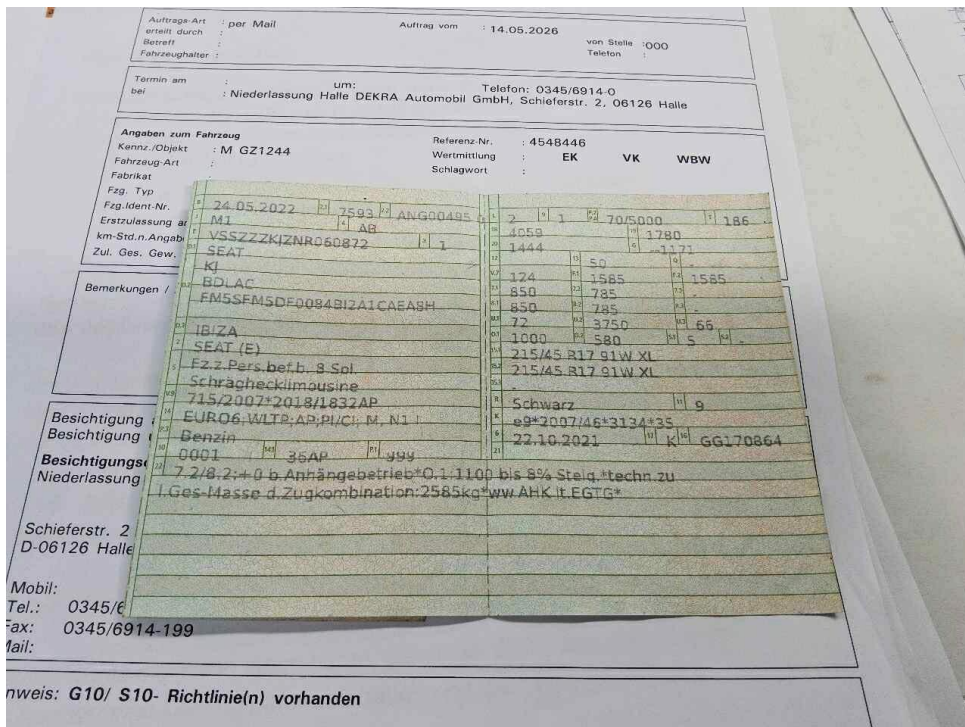 Auftrags-Art : per Mail Auftrag vom : 14.05.2026
erteilt durch : von Stelle :000
Betreff : Telefon :
Fahrzeughalter :
Termin am : um: Telefon: 0345/6914-0
bei : Niederlassung Halle DEKRA Automobil GmbH, Schieferstr. 2, 06126 Halle
Angaben zum Fahrzeug Referenz-Nr. : 4548446
Kennz./Objekt : M GZ1244 Wertmittlung : EK VK WBW
Fahrzeug-Art : Schlagwort :
Fabrikat
Fzg. Typ
Fzg.Ident-Nr.
Erstzulassung
km-Std.n.Angab
Zul. Ges. Gew.
Bemerkungen /
Besichtigung
Besichtigung
Besichtigungs
Niederlassung
Schieferstr. 2
D-06126 Halle
Mobil:
Tel.: 0345/6
Fax: 0345/6914-199
Mail:
nweis: G10/ S10- Richtlinie(n) vorhanden
24.05.2022 7593 ANG00495
M1 AB
VSSZZZKJZNR060872 1
SEAT
KJ
BDLAC
FM5SFM5DF0084BI2A1CAEASH
IBIZA
SEAT (E)
Fz.z.Pers.bef.b. 8 Spl.
Schräghecklimousine
715/2007*2018/1832AP
EURO6;WLTP;AP;PI/CI; M, N1 I
Benzin
0001 36AP 999
2 1 70/5000 186
4059 1780
1444 -1171
50 -
124 1585 1585
850 785 -
850 785 -
72 3750 66
1000 580 5 -
215/45 R17 91W XL
215/45 R17 91W XL
-
Schwarz 9
e9*2007/46*3134*35
22.10.2021 K GG170864
7.2/8.2:+0 b.Anhängebetrieb*O.1:1100 bis 8% Steig.*techn.zu
l.Ges-Masse d.Zugkombination:2585kg*ww.AHK lt.EGTG*